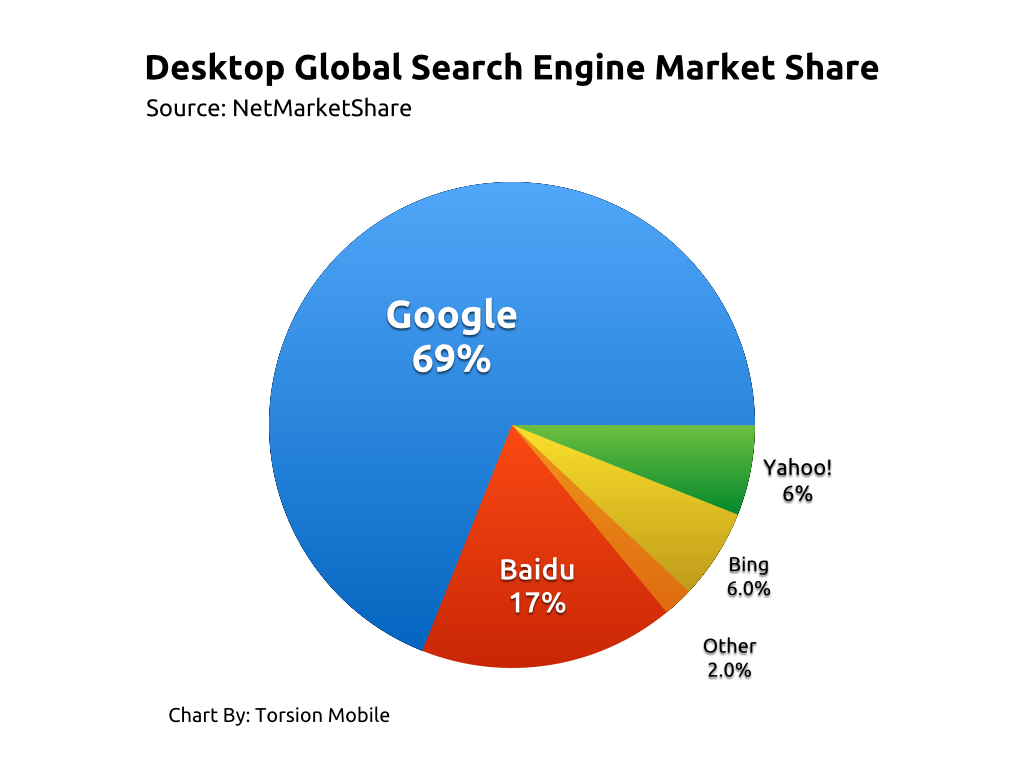 Desktop Global Search Engine Market Share
Source: NetMarketShare
Google
69%
Yahoo!
6%
Bing
6.0%
Baidu
17%
Other
2.0%
Chart By: Torsion Mobile